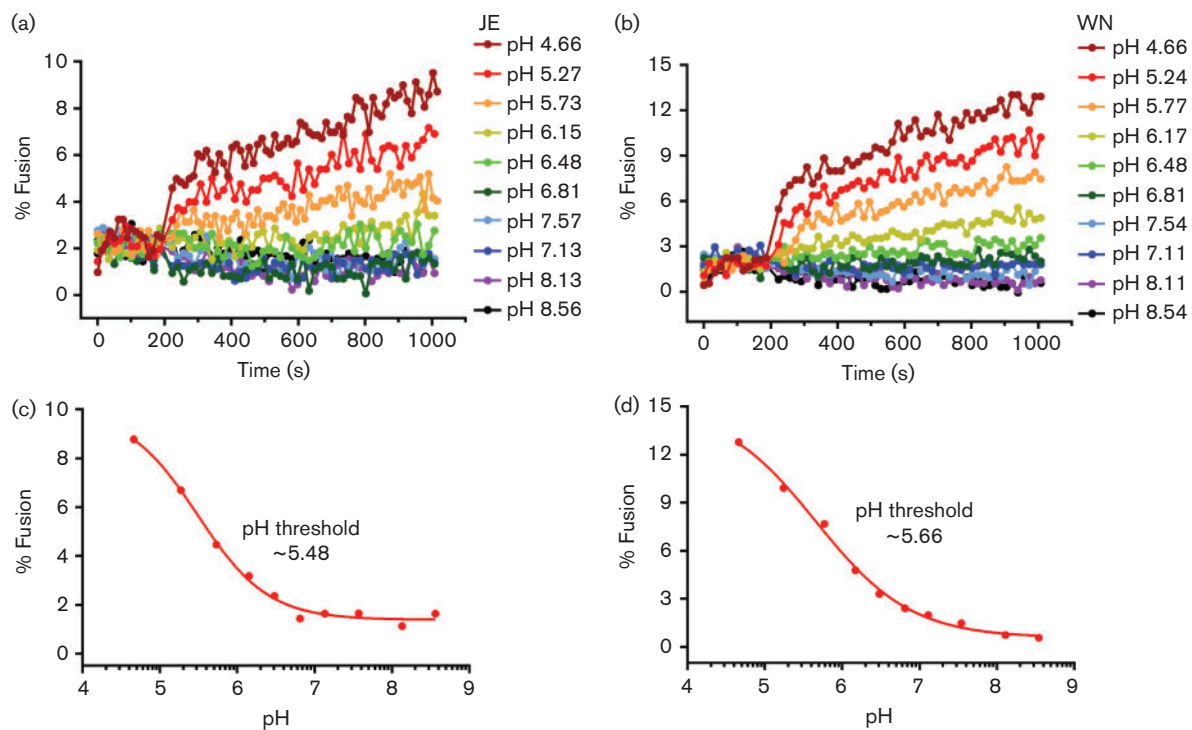 (a)
JE
pH 4.66
pH 5.27
pH 5.73
pH 6.15
pH 6.48
pH 6.81
pH 7.57
pH 7.13
pH 8.13
pH 8.56
% Fusion
10
8
6
4
2
0
0 200 400 600 800 1000
Time (s)
(b)
WN
pH 4.66
pH 5.24
pH 5.77
pH 6.17
pH 6.48
pH 6.81
pH 7.54
pH 7.11
pH 8.11
pH 8.54
% Fusion
15
12
9
6
3
0
0 200 400 600 800 1000
Time (s)
(c)
% Fusion
10
8
6
4
2
0
pH threshold
~5.48
4 5 6 7 8 9
pH
(d)
% Fusion
15
12
9
6
3
0
pH threshold
~5.66
4 5 6 7 8 9
pH